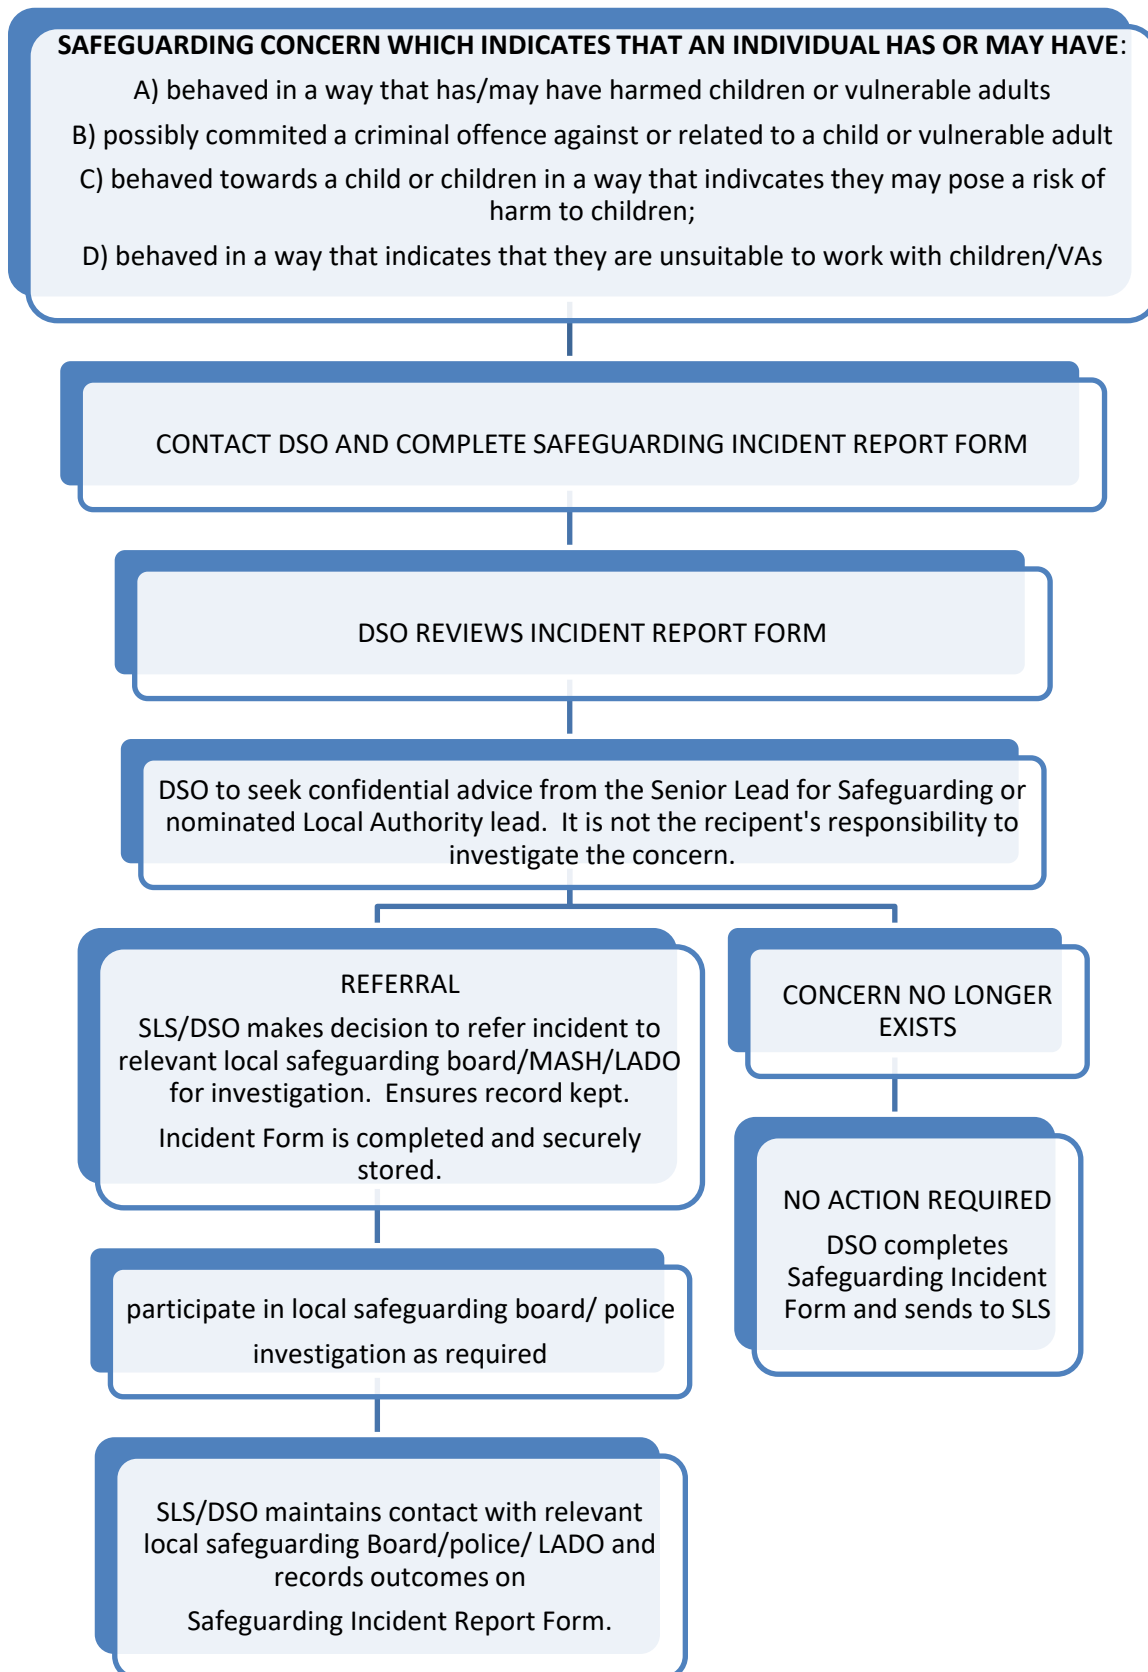 SAFEGUARDING CONCERN WHICH INDICATES THAT AN INDIVIDUAL HAS OR MAY HAVE:
A) behaved in a way that has/may have harmed children or vulnerable adults
B) possibly commited a criminal offence against or related to a child or vulnerable adult
C) behaved towards a child or children in a way that indivcates they may pose a risk of
harm to children;
D) behaved in a way that indicates that they are unsuitable to work with children/VAs
CONTACT DSO AND COMPLETE SAFEGUARDING INCIDENT REPORT FORM
DSO REVIEWS INCIDENT REPORT FORM
DSO to seek confidential advice from the Senior Lead for Safeguarding or
nominated Local Authority lead.  It is not the recipent's responsibility to
investigate the concern.
REFERRAL
SLS/DSO makes decision to refer incident to
relevant local safeguarding board/MASH/LADO
for investigation.  Ensures record kept.
Incident Form is completed and securely
stored.
participate in local safeguarding board/ police
investigation as required
SLS/DSO maintains contact with relevant
local safeguarding Board/police/ LADO and
records outcomes on
Safeguarding Incident Report Form.
CONCERN NO LONGER
EXISTS
NO ACTION REQUIRED
DSO completes
Safeguarding Incident
Form and sends to SLS